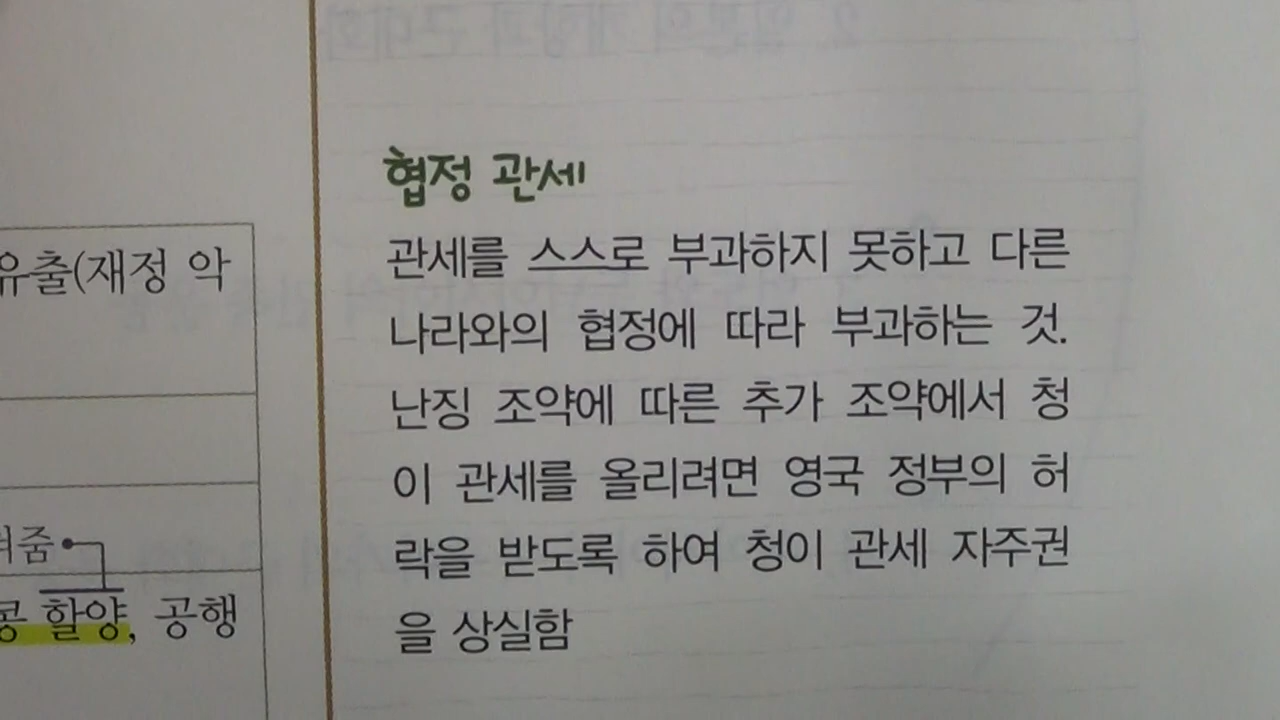 유출(재정 악
려줌
콩 할양, 공행
협정 관세
관세를 스스로 부과하지 못하고 다른
나라와의 협정에 따라 부과하는 것.
난징 조약에 따른 추가 조약에서 청
이 관세를 올리려면 영국 정부의 허
락을 받도록 하여 청이 관세 자주권
을 상실함